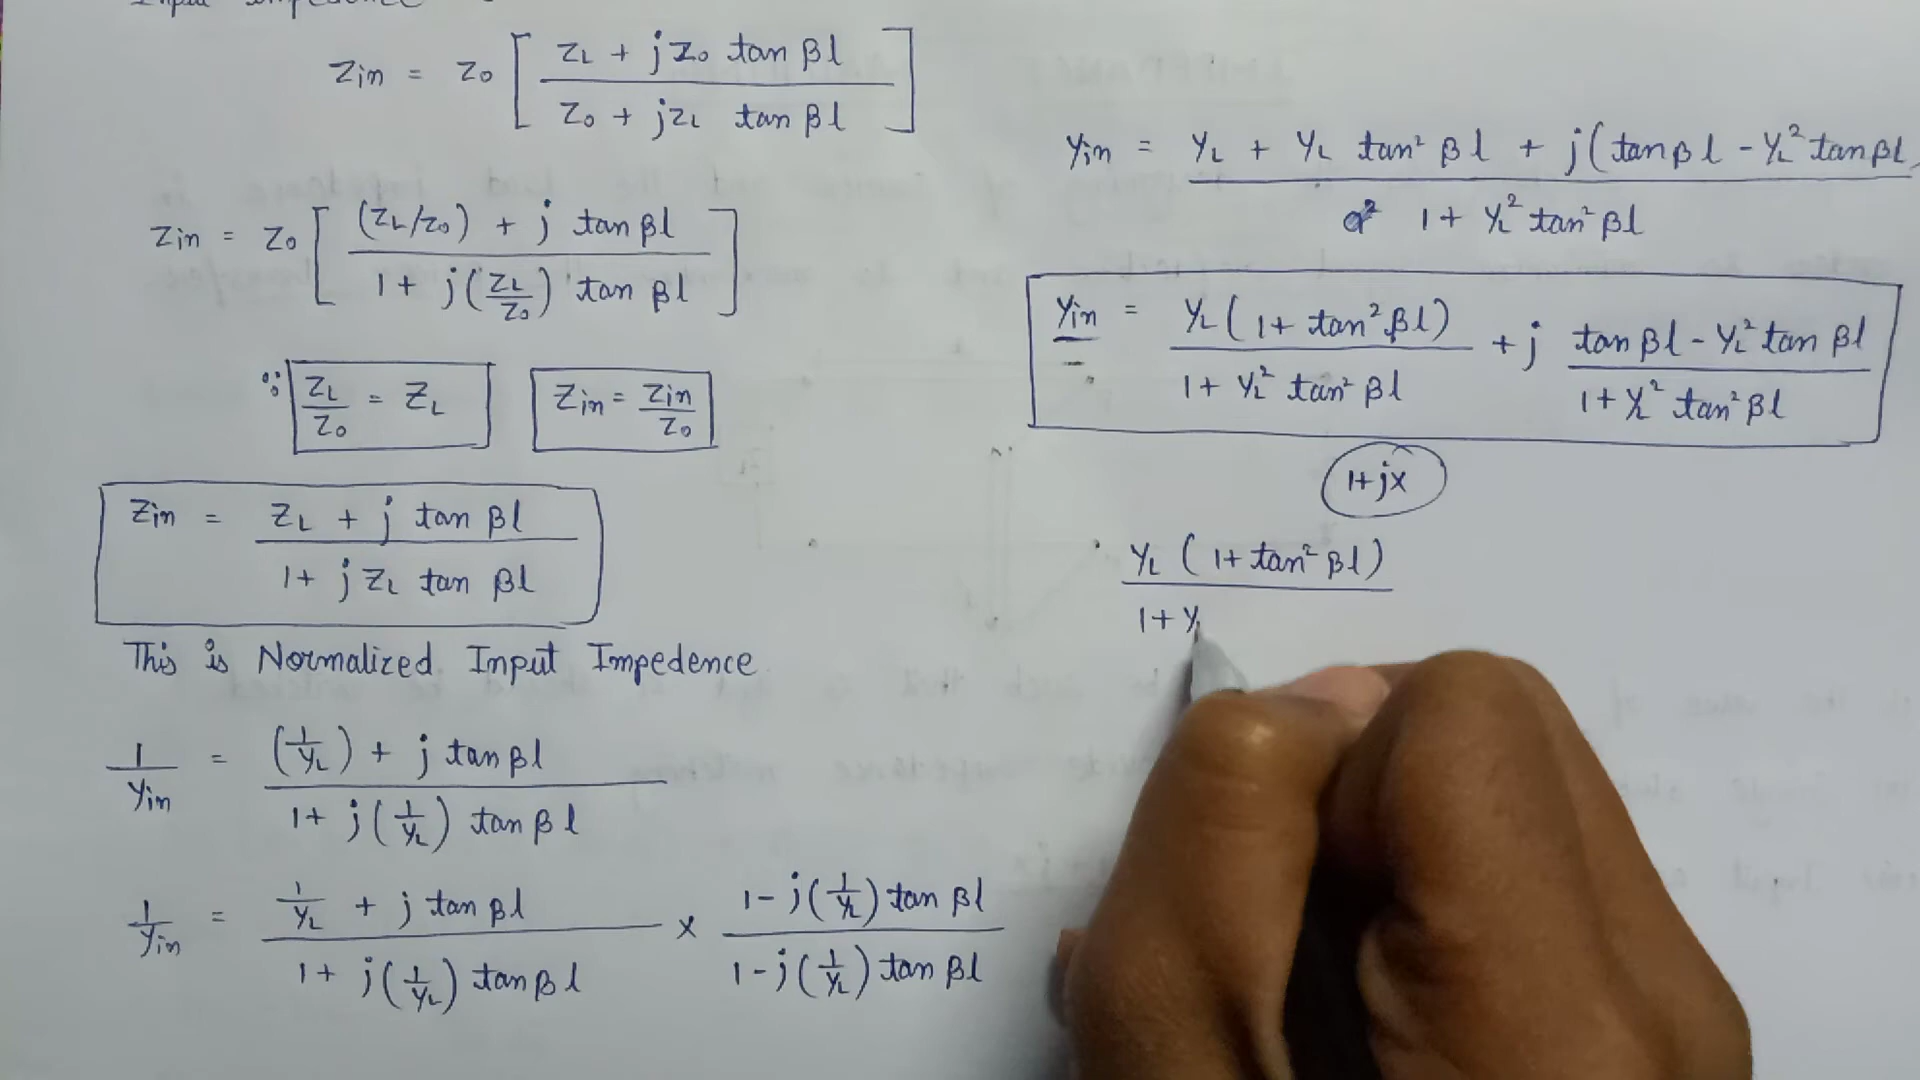 Input Impedence
Zin = Z₀ [ (ZL + jZ₀ tan βl) / (Z₀ + jZL tan βl) ]
Zin = Z₀ [ ((ZL/Z₀) + j tan βl) / (1 + j(ZL/Z₀) tan βl) ]
∵ ZL/Z₀ = ZL Zin = Zin/Z₀
Zin = (ZL + j tan βl) / (1 + j ZL tan βl)
This is Normalized Input Impedence
1/Yin = ((1/YL) + j tan βl) / (1 + j(1/YL) tan βl)
1/Yin = (1/YL + j tan βl) / (1 + j(1/YL) tan βl) × (1 - j(1/YL) tan βl) / (1 - j(1/YL) tan βl)
Yin = (YL + YL tan² βl + j(tan βl - YL² tan βl) / (1 + YL² tan² βl)
Yin = YL(1 + tan² βl) / (1 + YL² tan² βl) + j (tan βl - YL² tan βl) / (1 + YL² tan² βl)
1+jx
YL (1 + tan² βl) / (1 + Y